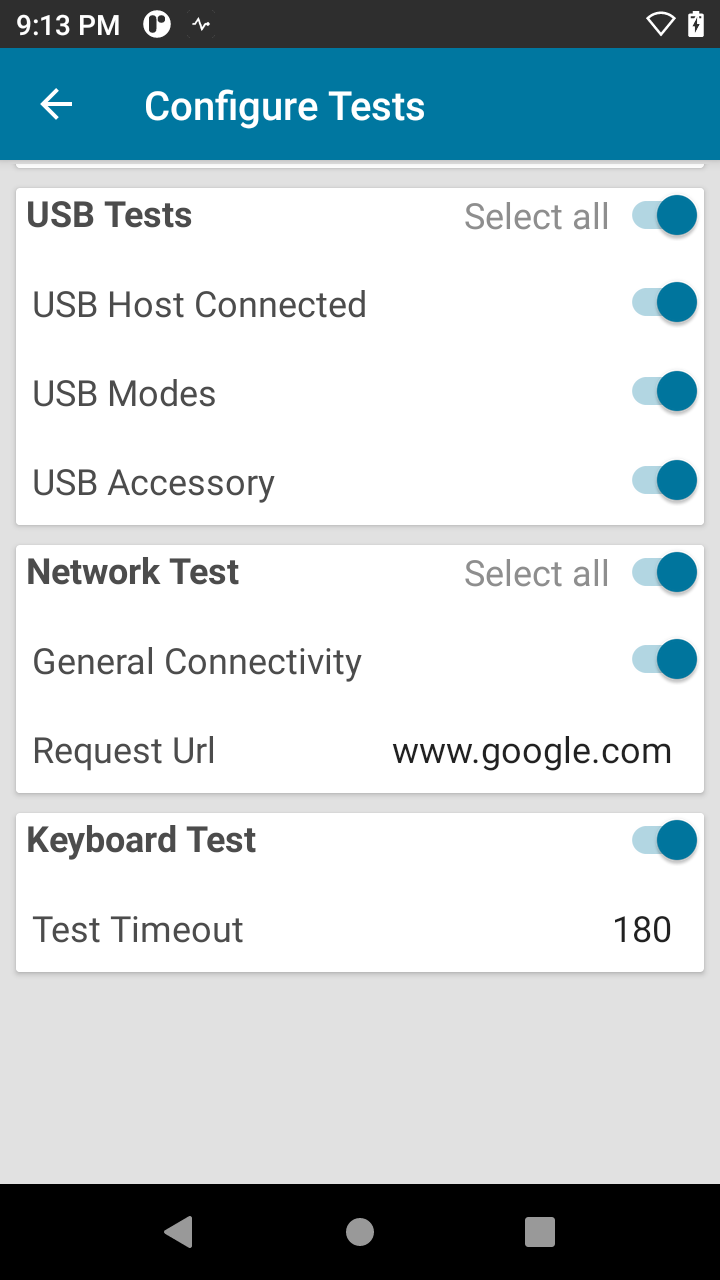 9:13 PM
Configure Tests
USB Tests Select all
USB Host Connected
USB Modes
USB Accessory
Network Test Select all
General Connectivity
Request Url www.google.com
Keyboard Test
Test Timeout 180